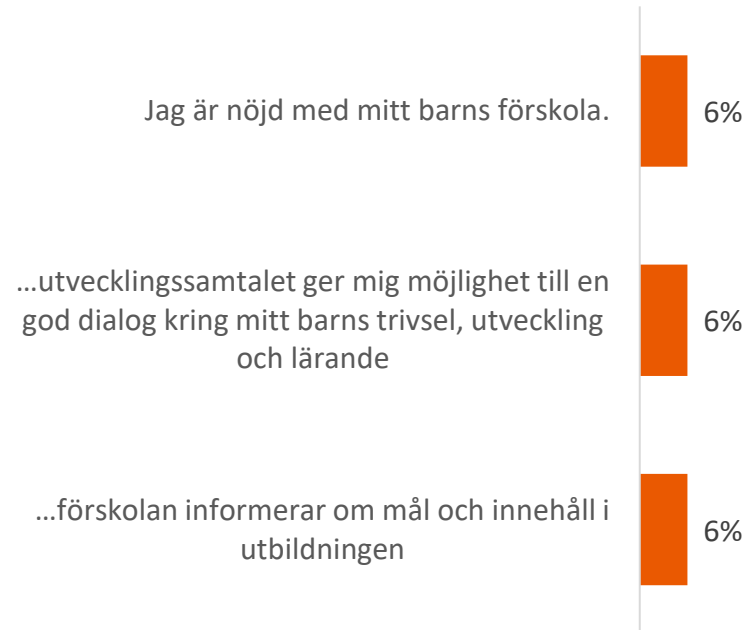 Jag är nöjd med mitt barns förskola.
6%
…utvecklingssamtalet ger mig möjlighet till en
god dialog kring mitt barns trivsel, utveckling
och lärande
6%
…förskolan informerar om mål och innehåll i
utbildningen
6%